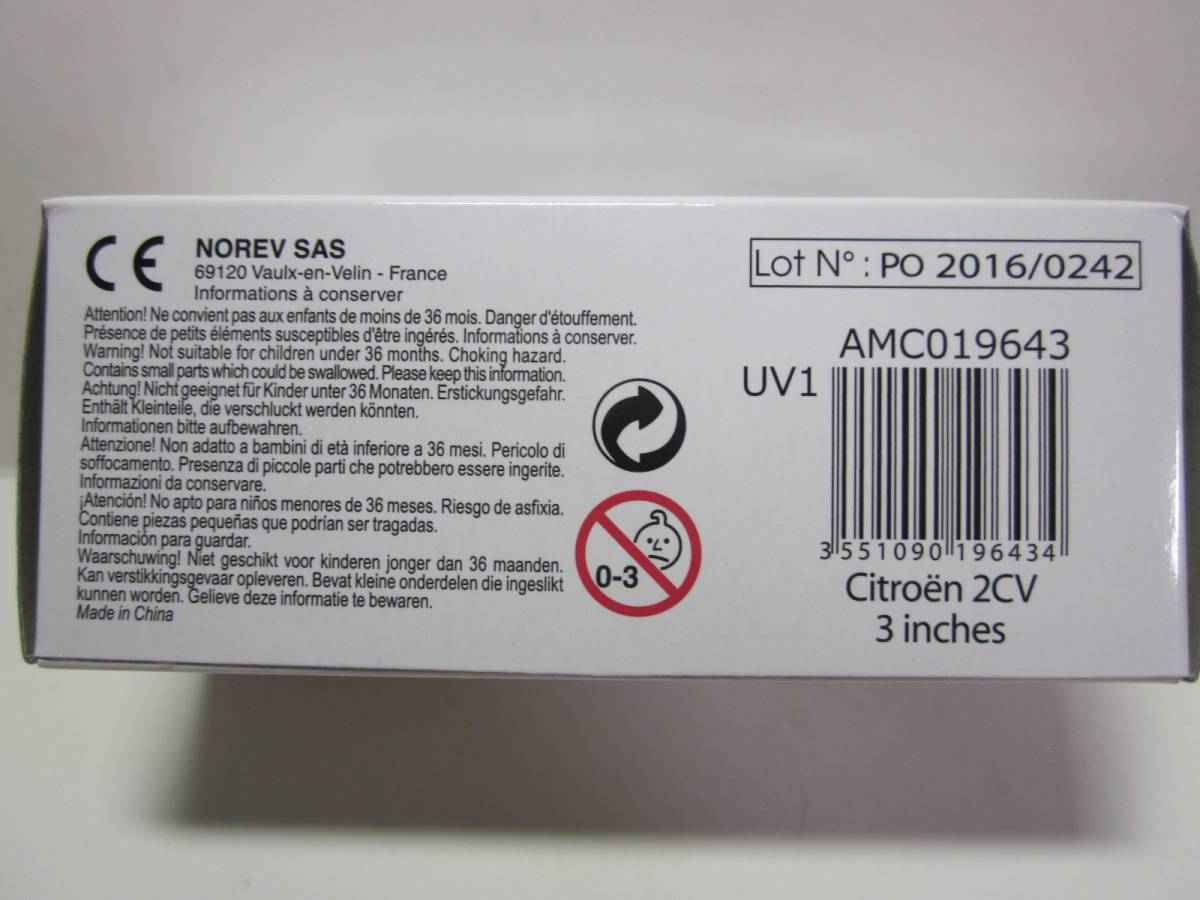 CE
NOREV SAS
69120 Vaulx-en-Velin - France
Informations à conserver
Attention! Ne convient pas aux enfants de moins de 36 mois. Danger d'étouffement.
Présence de petits éléments susceptibles d'être ingérés. Informations à conserver.
Warning! Not suitable for children under 36 months. Choking hazard.
Contains small parts which could be swallowed. Please keep this information.
Achtung! Nicht geeignet für Kinder unter 36 Monaten. Erstickungsgefahr.
Enthält Kleinteile, die verschluckt werden könnten.
Informationen bitte aufbewahren.
Attenzione! Non adatto a bambini di età inferiore a 36 mesi. Pericolo di
soffocamento. Presenza di piccole parti che potrebbero essere ingerite.
Informazioni da conservare.
¡Atención! No apto para niños menores de 36 meses. Riesgo de asfixia.
Contiene piezas pequeñas que podrían ser tragadas.
Información para guardar.
Waarschuwing! Niet geschikt voor kinderen jonger dan 36 maanden.
Kan verstikkingsgevaar opleveren. Bevat kleine onderdelen die ingeslikt
kunnen worden. Gelieve deze informatie te bewaren.
Made in China
0-3
Lot N° : PO 2016/0242
AMC019643
UV1
3 551090 196434
Citroën 2CV
3 inches